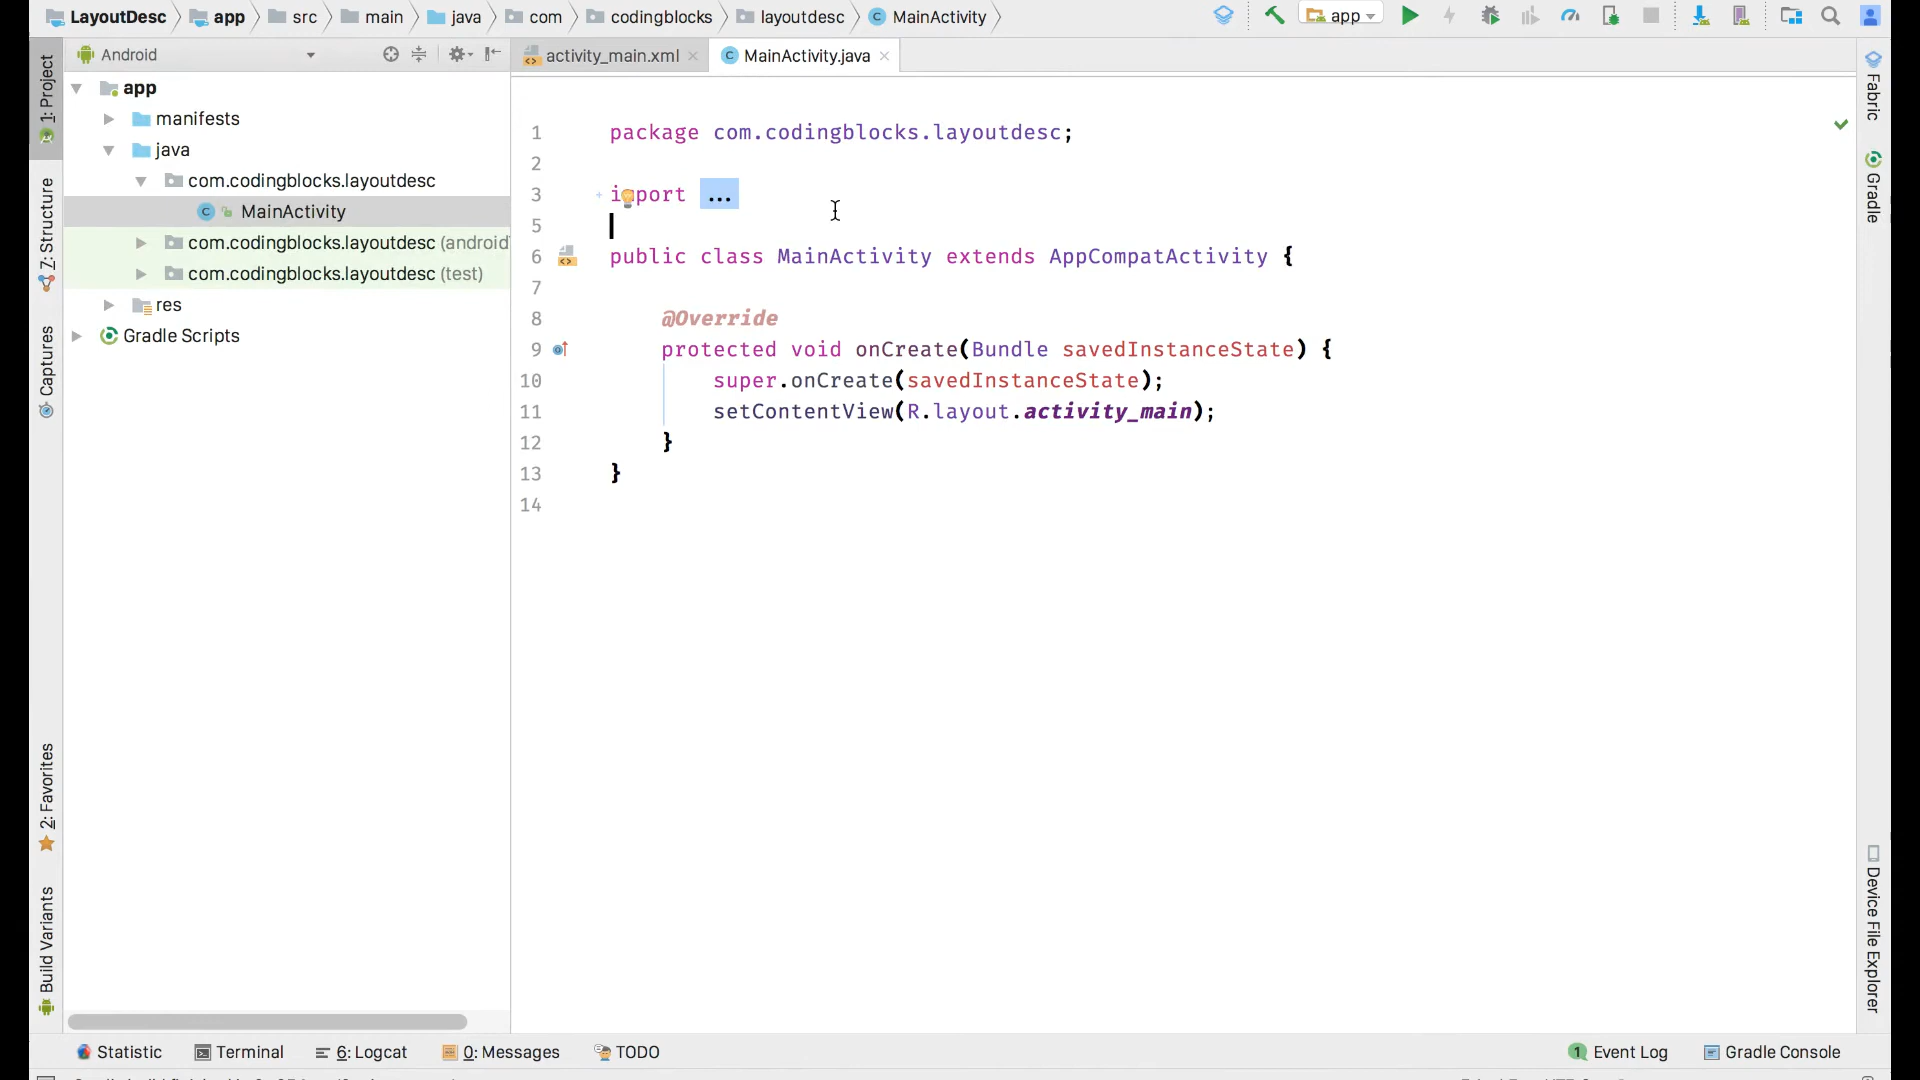 LayoutDesc app src main java com codingblocks layoutdesc MainActivity app
Android
activity_main.xml MainActivity.java
1: Project
Z: Structure
Captures
2: Favorites
Build Variants
app
manifests
java
com.codingblocks.layoutdesc
MainActivity
com.codingblocks.layoutdesc (android
com.codingblocks.layoutdesc (test)
res
Gradle Scripts
1 package com.codingblocks.layoutdesc;
2
3 import ...
5
6 public class MainActivity extends AppCompatActivity {
7
8 @Override
9 protected void onCreate(Bundle savedInstanceState) {
10 super.onCreate(savedInstanceState);
11 setContentView(R.layout.activity_main);
12 }
13 }
14
Fabric
Gradle
Device File Explorer
Statistic Terminal 6: Logcat 0: Messages TODO 1 Event Log Gradle Console